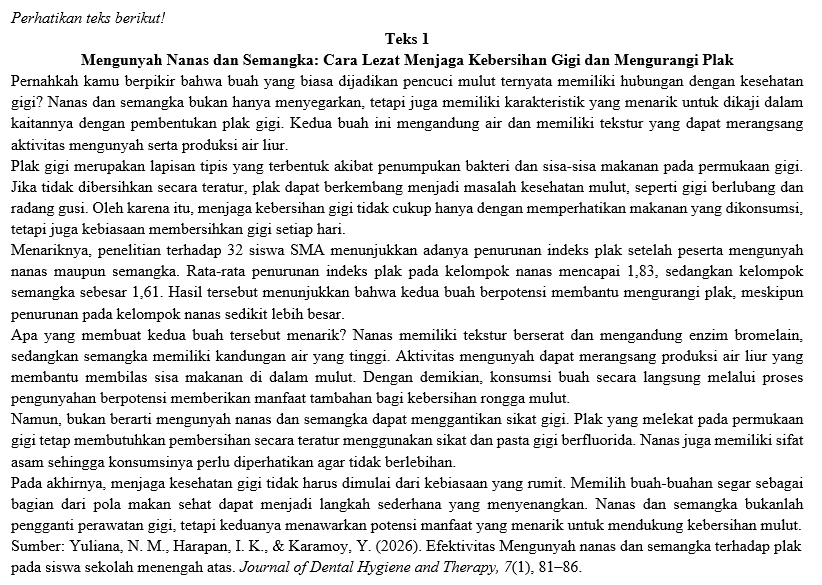 Perhatikan teks berikut!
Teks 1
Mengunyah Nanas dan Semangka: Cara Lezat Menjaga Kebersihan Gigi dan Mengurangi Plak
Pernahkah kamu berpikir bahwa buah yang biasa dijadikan pencuci mulut ternyata memiliki hubungan dengan kesehatan
gigi? Nanas dan semangka bukan hanya menyegarkan, tetapi juga memiliki karakteristik yang menarik untuk dikaji dalam
kaitannya dengan pembentukan plak gigi. Kedua buah ini mengandung air dan memiliki tekstur yang dapat merangsang
aktivitas mengunyah serta produksi air liur.
Plak gigi merupakan lapisan tipis yang terbentuk akibat penumpukan bakteri dan sisa-sisa makanan pada permukaan gigi.
Jika tidak dibersihkan secara teratur, plak dapat berkembang menjadi masalah kesehatan mulut, seperti gigi berlubang dan
radang gusi. Oleh karena itu, menjaga kebersihan gigi tidak cukup hanya dengan memperhatikan makanan yang dikonsumsi,
tetapi juga kebiasaan membersihkan gigi setiap hari.
Menariknya, penelitian terhadap 32 siswa SMA menunjukkan adanya penurunan indeks plak setelah peserta mengunyah
nanas maupun semangka. Rata-rata penurunan indeks plak pada kelompok nanas mencapai 1,83, sedangkan kelompok
semangka sebesar 1,61. Hasil tersebut menunjukkan bahwa kedua buah berpotensi membantu mengurangi plak, meskipun
penurunan pada kelompok nanas sedikit lebih besar.
Apa yang membuat kedua buah tersebut menarik? Nanas memiliki tekstur berserat dan mengandung enzim bromelain,
sedangkan semangka memiliki kandungan air yang tinggi. Aktivitas mengunyah dapat merangsang produksi air liur yang
membantu membilas sisa makanan di dalam mulut. Dengan demikian, konsumsi buah secara langsung melalui proses
pengunyahan berpotensi memberikan manfaat tambahan bagi kebersihan rongga mulut.
Namun, bukan berarti mengunyah nanas dan semangka dapat menggantikan sikat gigi. Plak yang melekat pada permukaan
gigi tetap membutuhkan pembersihan secara teratur menggunakan sikat dan pasta gigi berfluorida. Nanas juga memiliki sifat
asam sehingga konsumsinya perlu diperhatikan agar tidak berlebihan.
Pada akhirnya, menjaga kesehatan gigi tidak harus dimulai dari kebiasaan yang rumit. Memilih buah-buahan segar sebagai
bagian dari pola makan sehat dapat menjadi langkah sederhana yang menyenangkan. Nanas dan semangka bukanlah
pengganti perawatan gigi, tetapi keduanya menawarkan potensi manfaat yang menarik untuk mendukung kebersihan mulut.
Sumber: Yuliana, N. M., Harapan, I. K., & Karamoy, Y. (2026). Efektivitas Mengunyah nanas dan semangka terhadap plak
pada siswa sekolah menengah atas. Journal of Dental Hygiene and Therapy, 7(1), 81–86.